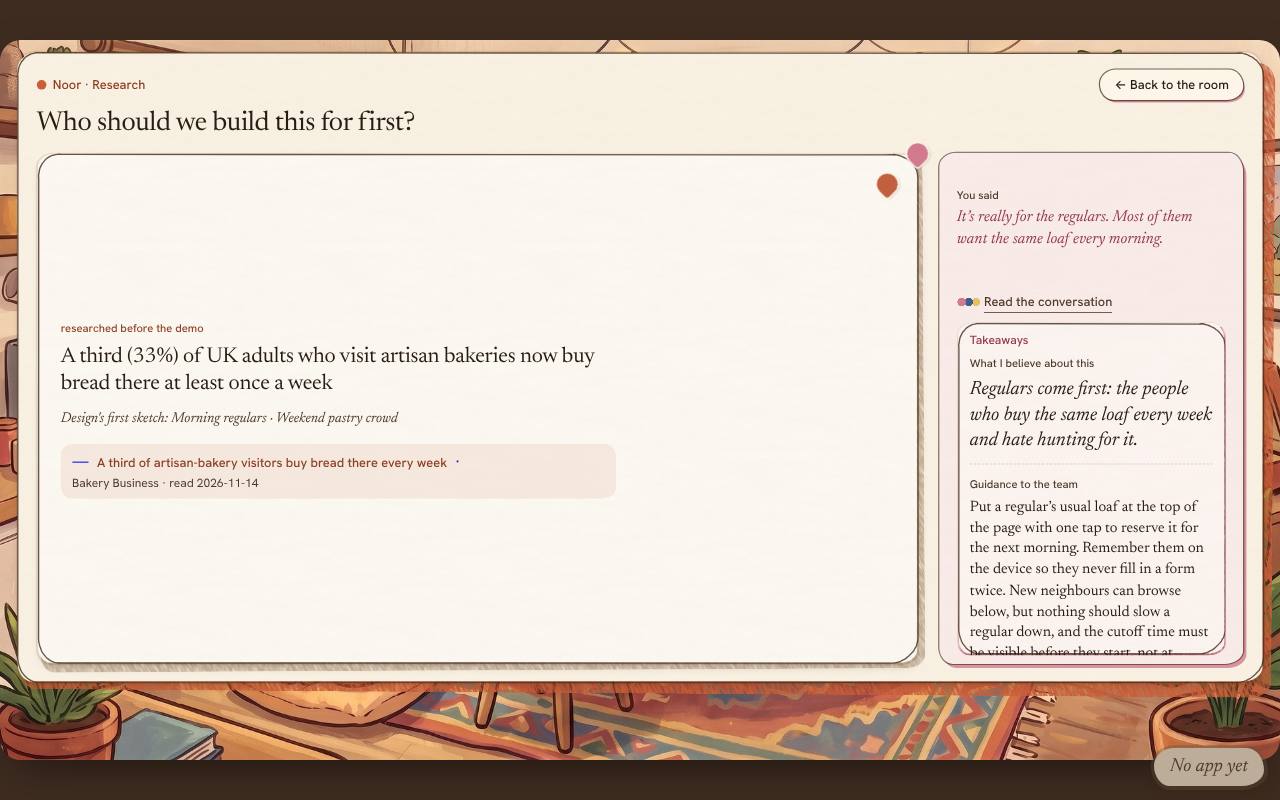 Noor · Research
← Back to the room
Who should we build this for first?
researched before the demo
A third (33%) of UK adults who visit artisan bakeries now buy
bread there at least once a week
Design's first sketch: Morning regulars · Weekend pastry crowd
— A third of artisan-bakery visitors buy bread there every week ·
Bakery Business · read 2026-11-14
You said
It's really for the regulars. Most of them
want the same loaf every morning.
Read the conversation
Takeaways
What I believe about this
Regulars come first: the people
who buy the same loaf every week
and hate hunting for it.
Guidance to the team
Put a regular's usual loaf at the top of
the page with one tap to reserve it for
the next morning. Remember them on
the device so they never fill in a form
twice. New neighbours can browse
below, but nothing should slow a
regular down, and the cutoff time must
be visible before they start, not at
No app yet